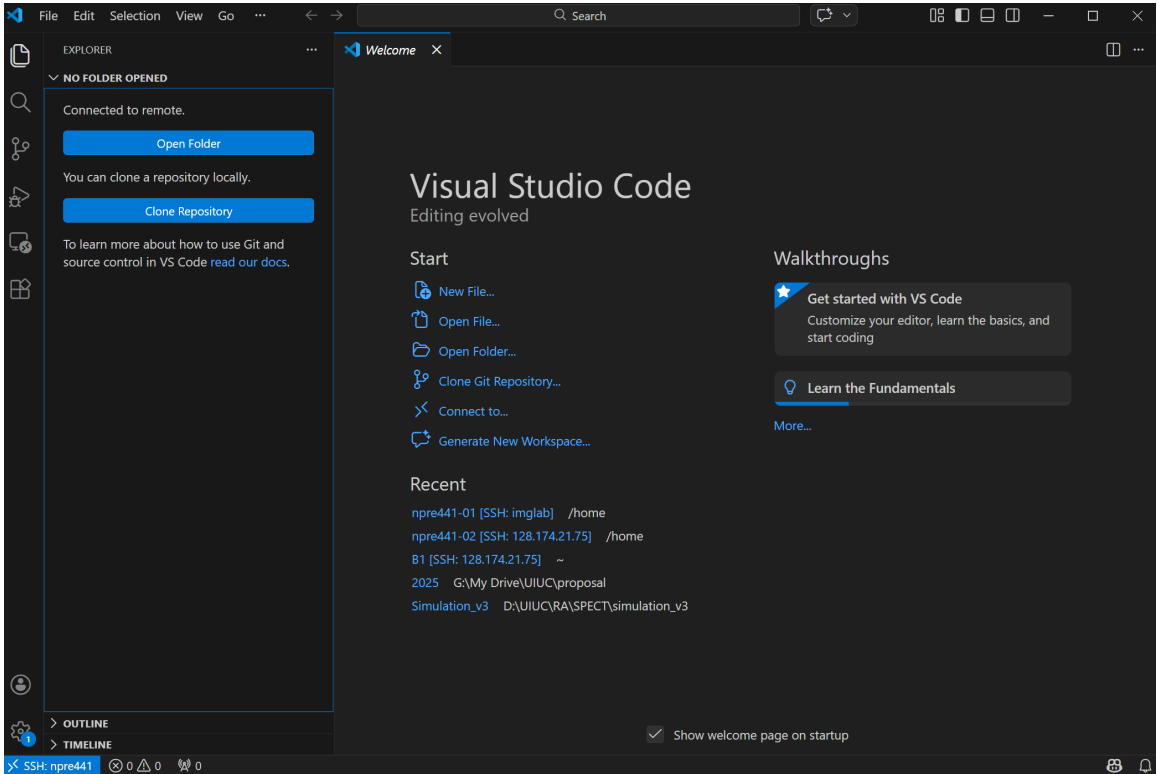 File Edit Selection View Go ··· Search
EXPLORER ···
Welcome
NO FOLDER OPENED
Connected to remote.
Open Folder
You can clone a repository locally.
Clone Repository
To learn more about how to use Git and
source control in VS Code read our docs.
OUTLINE
TIMELINE
Visual Studio Code
Editing evolved
Start
New File...
Open File...
Open Folder...
Clone Git Repository...
Connect to...
Generate New Workspace...
Recent
npre441-01 [SSH: imglab] /home
npre441-02 [SSH: 128.174.21.75] /home
B1 [SSH: 128.174.21.75] ~
2025 G:\My Drive\UIUC\proposal
Simulation_v3 D:\UIUC\RA\SPECT\simulation_v3
Walkthroughs
Get started with VS Code
Customize your editor, learn the basics, and
start coding
Learn the Fundamentals
More...
Show welcome page on startup
1
SSH: npre441 0 0 0